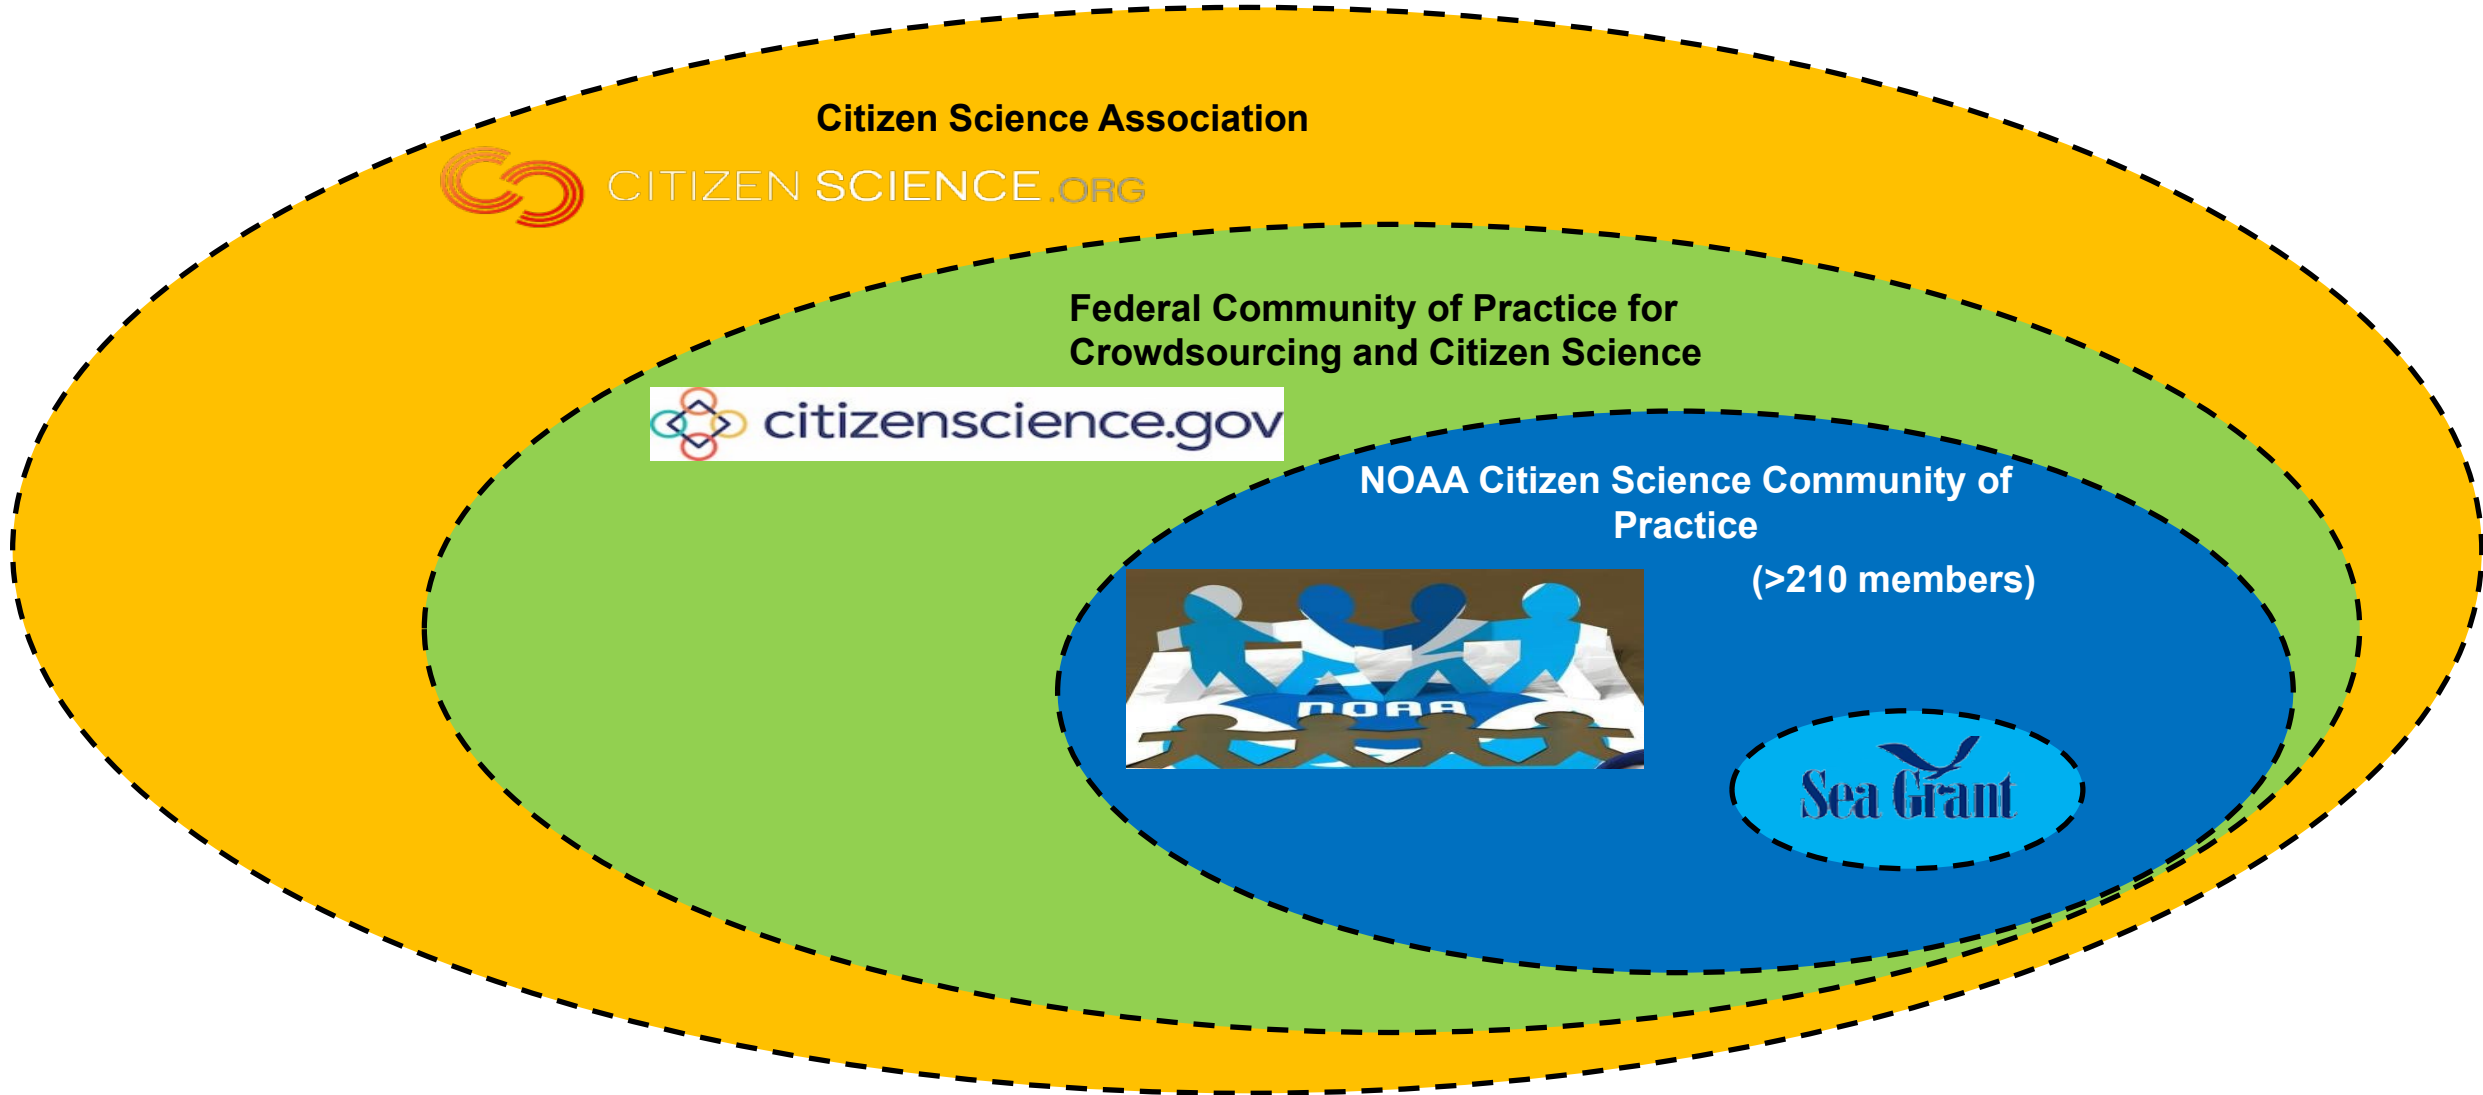 Citizen Science Association
CITIZEN SCIENCE.ORG
Federal Community of Practice for
Crowdsourcing and Citizen Science
citizenscience.gov
NOAA Citizen Science Community of
Practice
(>210 members)
NOAA
Sea Grant